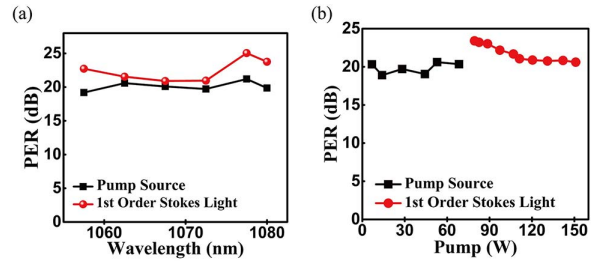 (a)
PER (dB)
25
20
15
10
5
0
Pump Source
1st Order Stokes Light
1060
1070
1080
Wavelength (nm)
(b)
PER (dB)
25
20
15
10
5
0
Pump Source
1st Order Stokes Light
0
30
60
90
120
150
Pump (W)